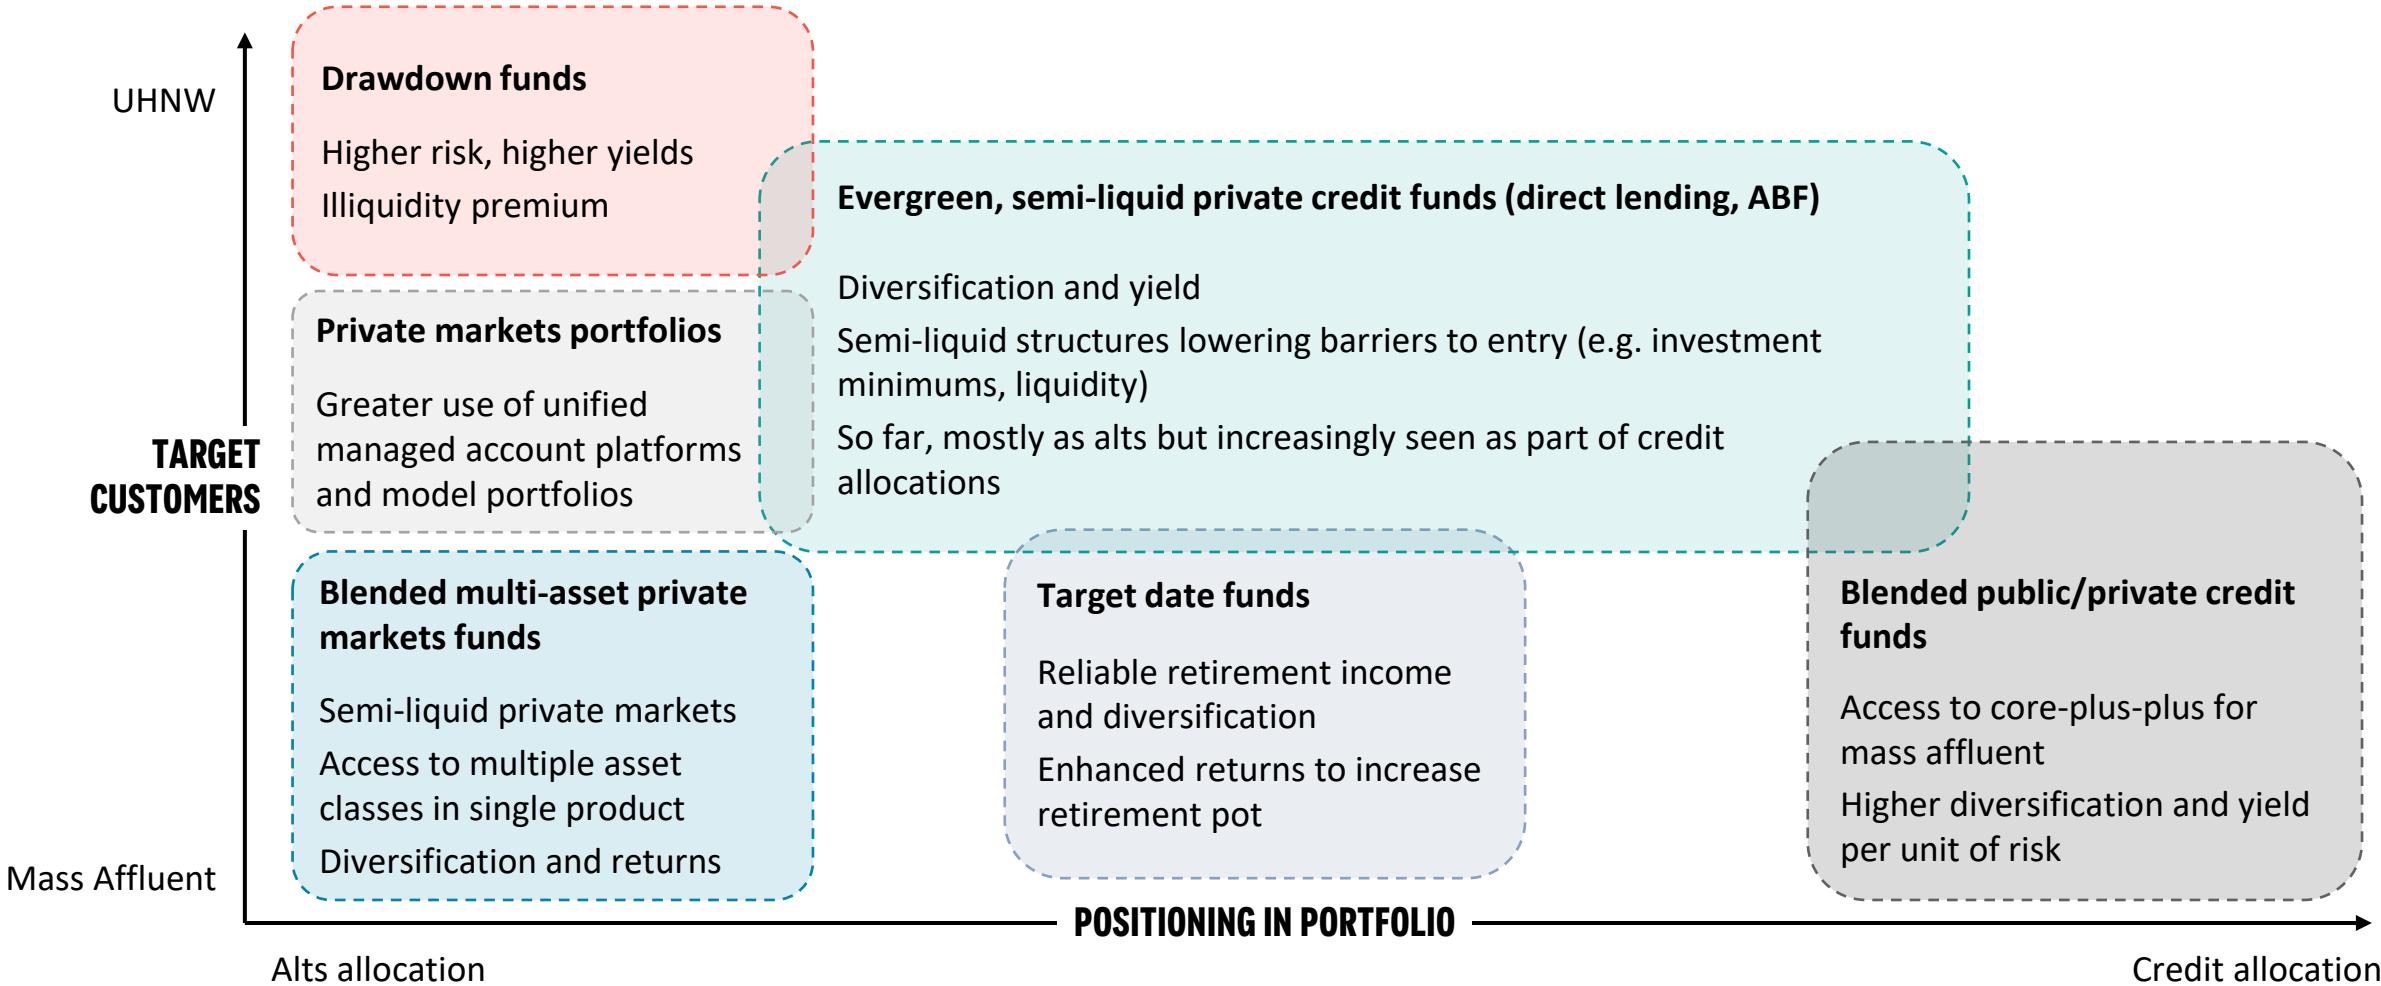 UHNW
TARGET
CUSTOMERS
Mass Affluent
Drawdown funds
Higher risk, higher yields
Illiquidity premium
Evergreen, semi-liquid private credit funds (direct lending, ABF)
Diversification and yield
Semi-liquid structures lowering barriers to entry (e.g. investment
minimums, liquidity)
So far, mostly as alts but increasingly seen as part of credit
allocations
Private markets portfolios
Greater use of unified
managed account platforms
and model portfolios
Blended multi-asset private
markets funds
Semi-liquid private markets
Access to multiple asset
classes in single product
Diversification and returns
Target date funds
Reliable retirement income
and diversification
Enhanced returns to increase
retirement pot
Blended public/private credit
funds
Access to core-plus-plus for
mass affluent
Higher diversification and yield
per unit of risk
POSITIONING IN PORTFOLIO
Alts allocation
Credit allocation